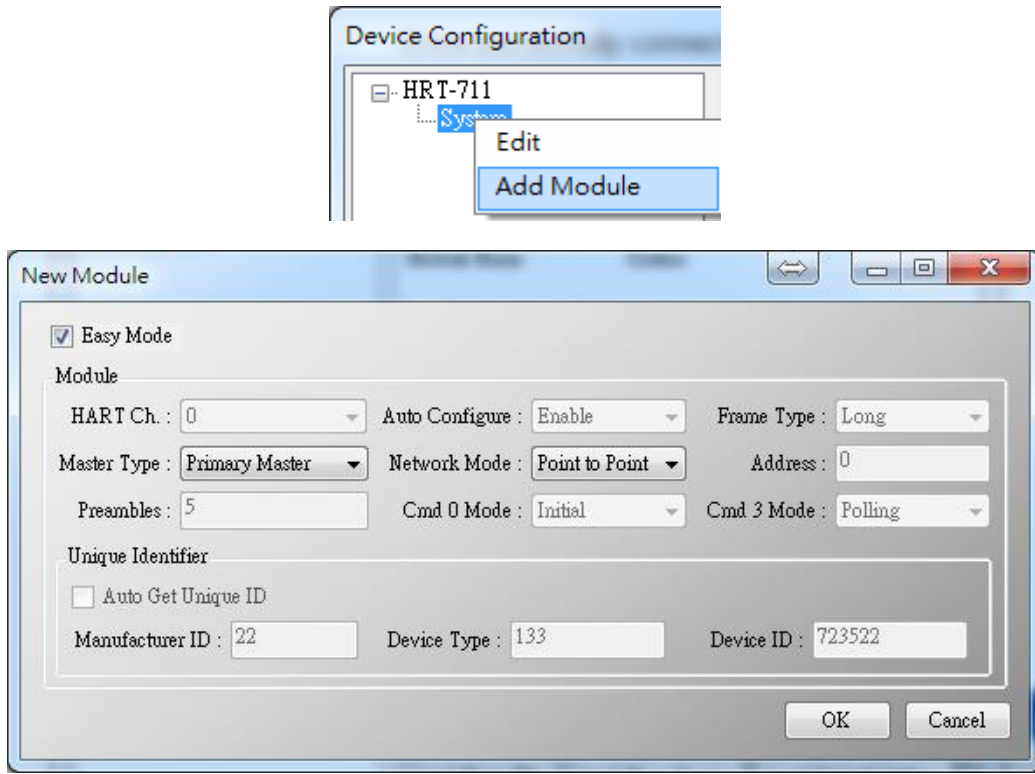 Device Configuration
HRT-711
System
Edit
Add Module
New Module
Easy Mode
Module
HART Ch. : 0 Auto Configure : Enable Frame Type : Long
Master Type : Primary Master Network Mode : Point to Point Address : 0
Preambles : 5 Cmd 0 Mode : Initial Cmd 3 Mode : Polling
Unique Identifier
Auto Get Unique ID
Manufacturer ID : 22 Device Type : 133 Device ID : 723522
OK Cancel